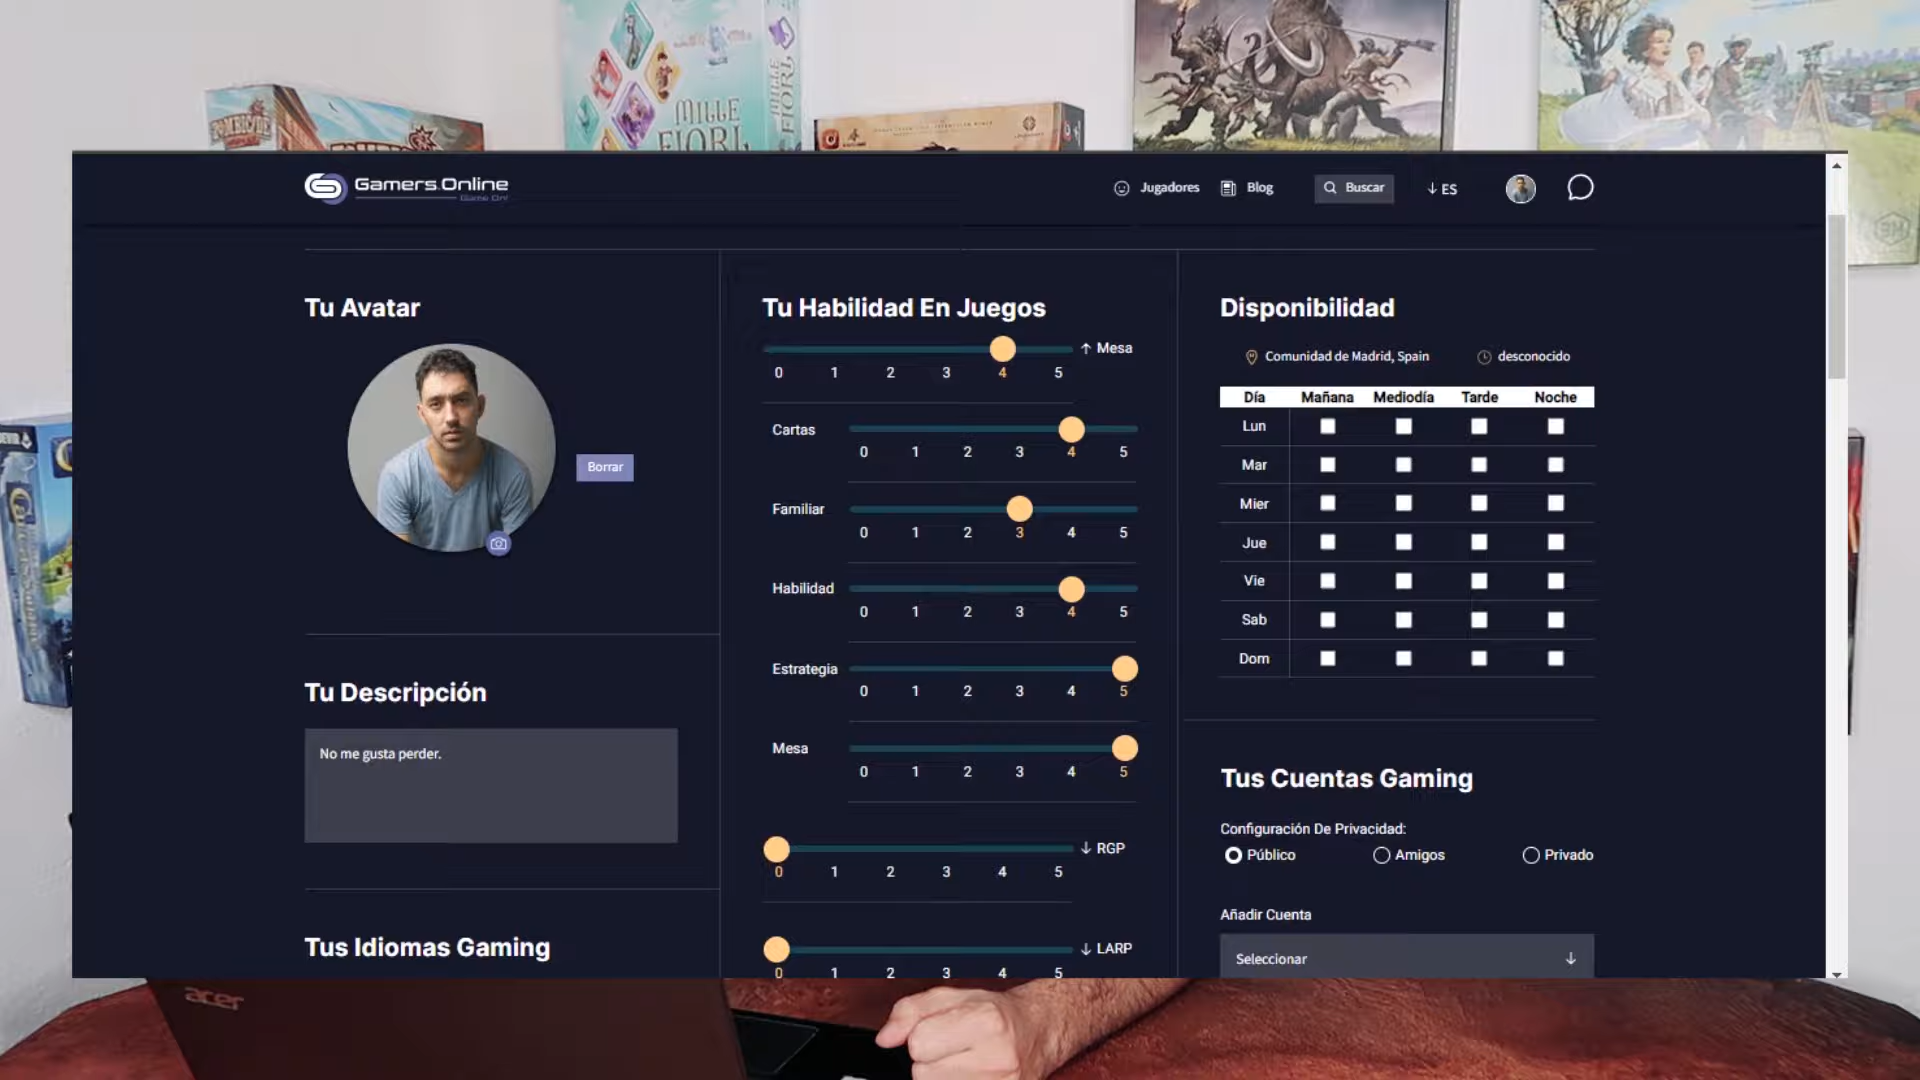 MILLE
FIORI
MILLE
FIORI
Gamers.Online
Game On!
Jugadores
Blog
Buscar
↓ ES
Tu Avatar
Borrar
Tu Descripción
No me gusta perder.
Tus Idiomas Gaming
Tu Habilidad En Juegos
↑ Mesa
0 1 2 3 4 5
Cartas
0 1 2 3 4 5
Familiar
0 1 2 3 4 5
Habilidad
0 1 2 3 4 5
Estrategia
0 1 2 3 4 5
Mesa
0 1 2 3 4 5
↓ RGP
0 1 2 3 4 5
↓ LARP
0 1 2 3 4 5
Disponibilidad
Comunidad de Madrid, Spain
desconocido
Día Mañana Mediodía Tarde Noche
Lun
Mar
Mier
Jue
Vie
Sab
Dom
Tus Cuentas Gaming
Configuración De Privacidad:
Público Amigos Privado
Añadir Cuenta
Seleccionar ↓
acer